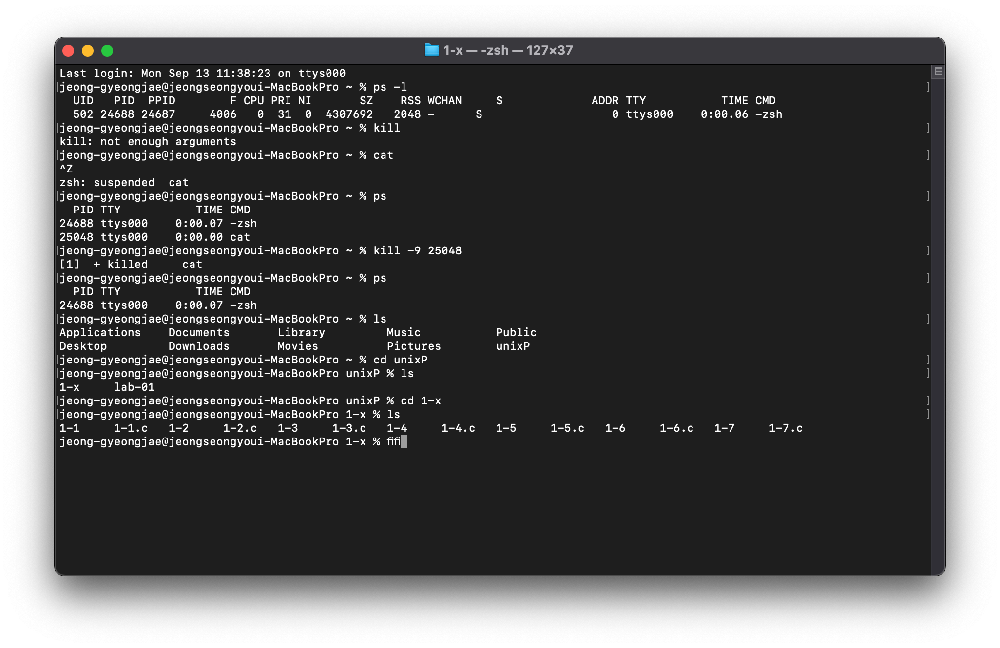 1-x — -zsh — 127×37
Last login: Mon Sep 13 11:38:23 on ttys000
[jeong-gyeongjae@jeongseongyoui-MacBookPro ~ % ps -l ]
  UID   PID  PPID        F CPU PRI NI       SZ    RSS WCHAN     S             ADDR TTY           TIME CMD
  502 24688 24687     4006   0  31  0  4307692   2048 -      S                   0 ttys000    0:00.06 -zsh
[jeong-gyeongjae@jeongseongyoui-MacBookPro ~ % kill ]
kill: not enough arguments
[jeong-gyeongjae@jeongseongyoui-MacBookPro ~ % cat ]
^Z
zsh: suspended  cat
[jeong-gyeongjae@jeongseongyoui-MacBookPro ~ % ps ]
  PID TTY           TIME CMD
24688 ttys000    0:00.07 -zsh
25048 ttys000    0:00.00 cat
[jeong-gyeongjae@jeongseongyoui-MacBookPro ~ % kill -9 25048 ]
[1]  + killed     cat
[jeong-gyeongjae@jeongseongyoui-MacBookPro ~ % ps ]
  PID TTY           TIME CMD
24688 ttys000    0:00.07 -zsh
[jeong-gyeongjae@jeongseongyoui-MacBookPro ~ % ls ]
Applications    Documents       Library         Music           Public
Desktop         Downloads       Movies          Pictures        unixP
[jeong-gyeongjae@jeongseongyoui-MacBookPro ~ % cd unixP ]
[jeong-gyeongjae@jeongseongyoui-MacBookPro unixP % ls ]
1-x     lab-01
[jeong-gyeongjae@jeongseongyoui-MacBookPro unixP % cd 1-x ]
[jeong-gyeongjae@jeongseongyoui-MacBookPro 1-x % ls ]
1-1     1-1.c   1-2     1-2.c   1-3     1-3.c   1-4     1-4.c   1-5     1-5.c   1-6     1-6.c   1-7     1-7.c
jeong-gyeongjae@jeongseongyoui-MacBookPro 1-x % ﬁﬁ